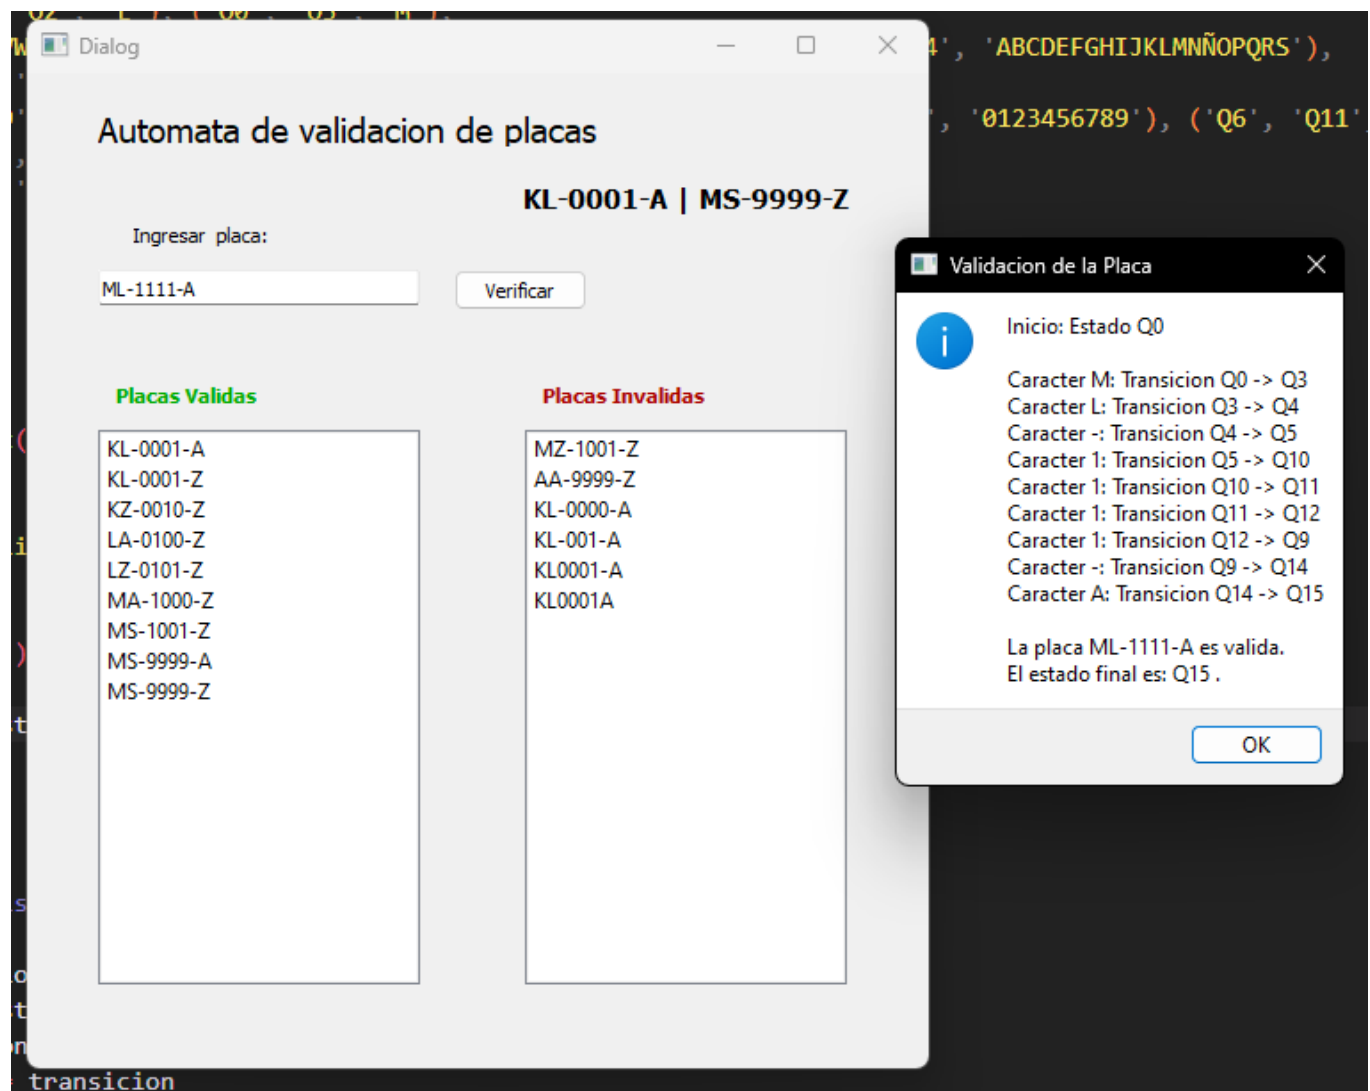 Q2', 'L'), ('Q0', 'Q3', 'M'),
Dialog
4', 'ABCDEFGHIJKLMNÑOPQRS'),
', '0123456789'), ('Q6', 'Q11'
Automata de validacion de placas
KL-0001-A | MS-9999-Z
Ingresar placa:
ML-1111-A
Verificar
Placas Validas
KL-0001-A
KL-0001-Z
KZ-0010-Z
LA-0100-Z
LZ-0101-Z
MA-1000-Z
MS-1001-Z
MS-9999-A
MS-9999-Z
Placas Invalidas
MZ-1001-Z
AA-9999-Z
KL-0000-A
KL-001-A
KL0001-A
KL0001A
Validacion de la Placa
Inicio: Estado Q0
Caracter M: Transicion Q0 -> Q3
Caracter L: Transicion Q3 -> Q4
Caracter -: Transicion Q4 -> Q5
Caracter 1: Transicion Q5 -> Q10
Caracter 1: Transicion Q10 -> Q11
Caracter 1: Transicion Q11 -> Q12
Caracter 1: Transicion Q12 -> Q9
Caracter -: Transicion Q9 -> Q14
Caracter A: Transicion Q14 -> Q15
La placa ML-1111-A es valida.
El estado final es: Q15 .
OK
transicion